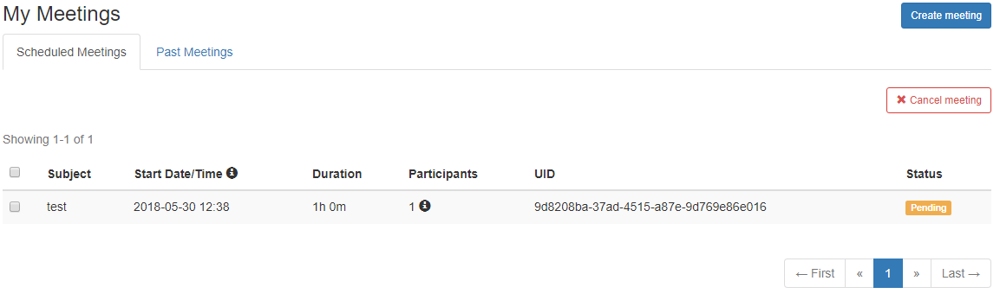 My Meetings
Create meeting
Scheduled Meetings Past Meetings
✖ Cancel meeting
Showing 1-1 of 1
Subject Start Date/Time Duration Participants UID Status
test 2018-05-30 12:38 1h 0m 1 9d8208ba-37ad-4515-a87e-9d769e86e016 Pending
← First « 1 » Last →